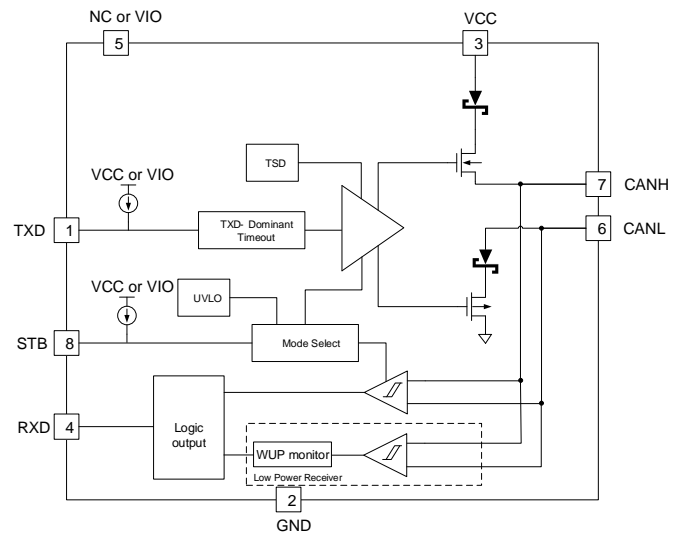 NC or VIO
VCC
5
3
TSD
VCC or VIO
7
CANH
TXD
1
TXD- Dominant
Timeout
6
CANL
VCC or VIO
UVLO
STB
8
Mode Select
RXD
4
Logic
output
WUP monitor
Low Power Receiver
2
GND